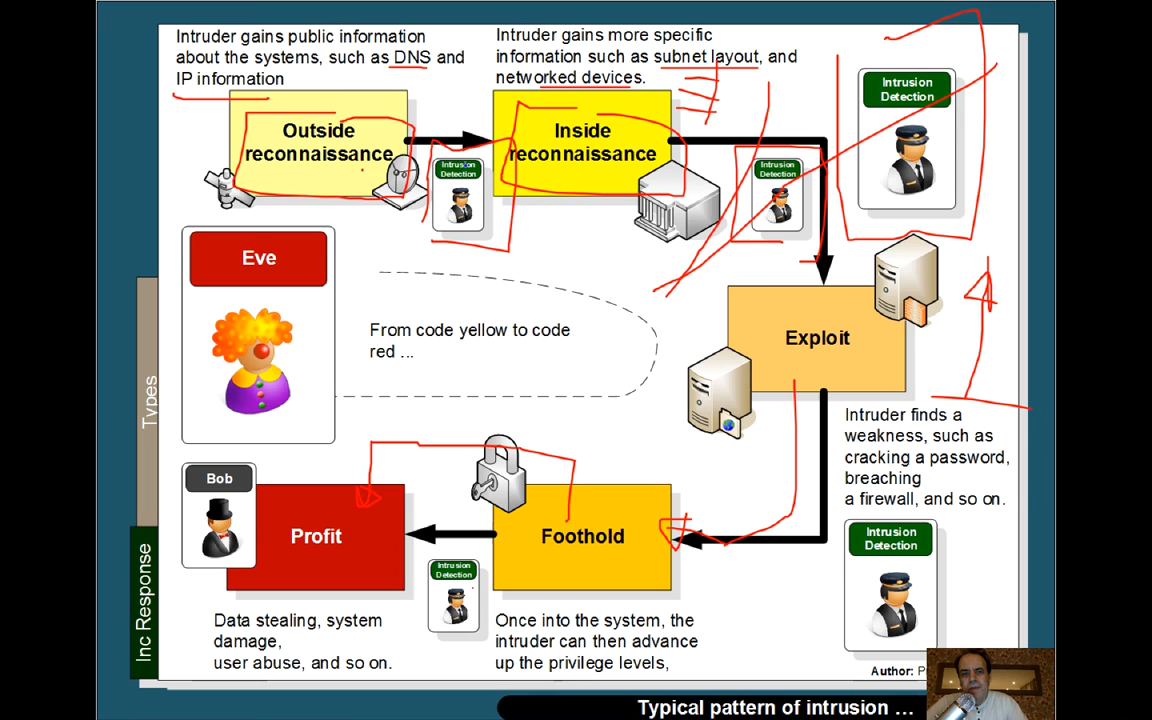 Intruder gains public information
about the systems, such as DNS and
IP information
Intruder gains more specific
information such as subnet layout, and
networked devices.
Outside
reconnaissance
Intrusion
Detection
Inside
reconnaissance
Intrusion
Detection
Intrusion
Detection
Eve
From code yellow to code
red ...
Exploit
Intruder finds a
weakness, such as
cracking a password,
breaching
a firewall, and so on.
Bob
Profit
Foothold
Intrusion
Detection
Intrusion
Detection
Data stealing, system
damage,
user abuse, and so on.
Once into the system, the
intruder can then advance
up the privilege levels,
Types
Inc Response
Author:
Typical pattern of intrusion ...